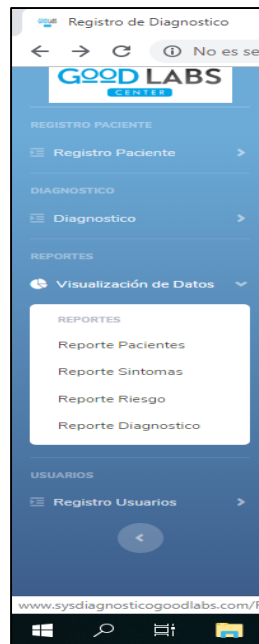 Registro de Diagnostico
No es se
GOOD LABS
CENTER
REGISTRO PACIENTE
Registro Paciente
DIAGNOSTICO
Diagnostico
REPORTES
Visualización de Datos
REPORTES
Reporte Pacientes
Reporte Sintomas
Reporte Riesgo
Reporte Diagnostico
USUARIOS
Registro Usuarios
www.sysdiagnosticogoodlabs.com/